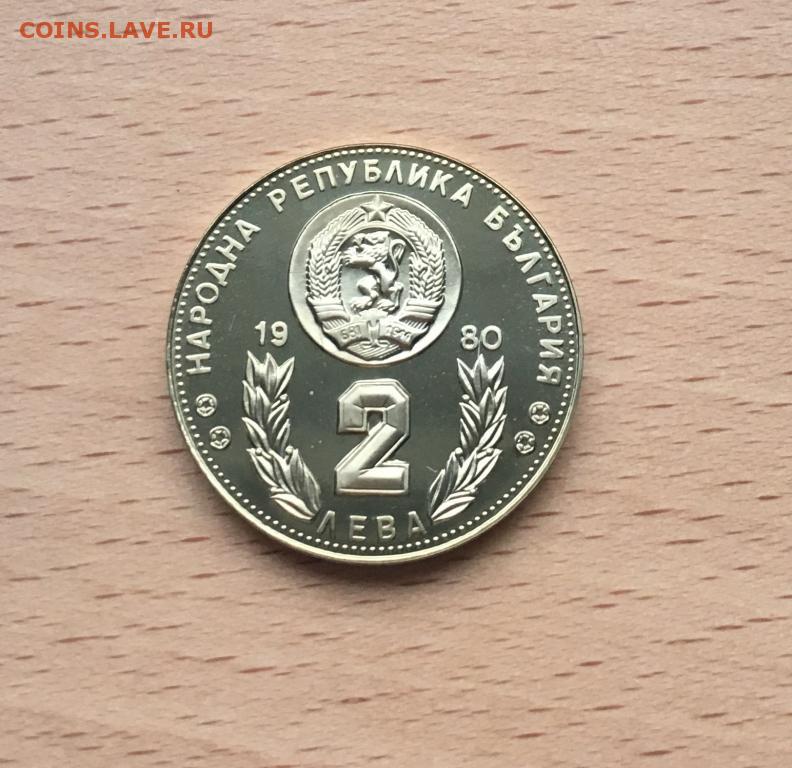 COINS.LAVE.RU
НАРОДНА РЕПУБЛИКА БЪЛГАРИЯ
19 80
681 1944
2
ЛЕВА